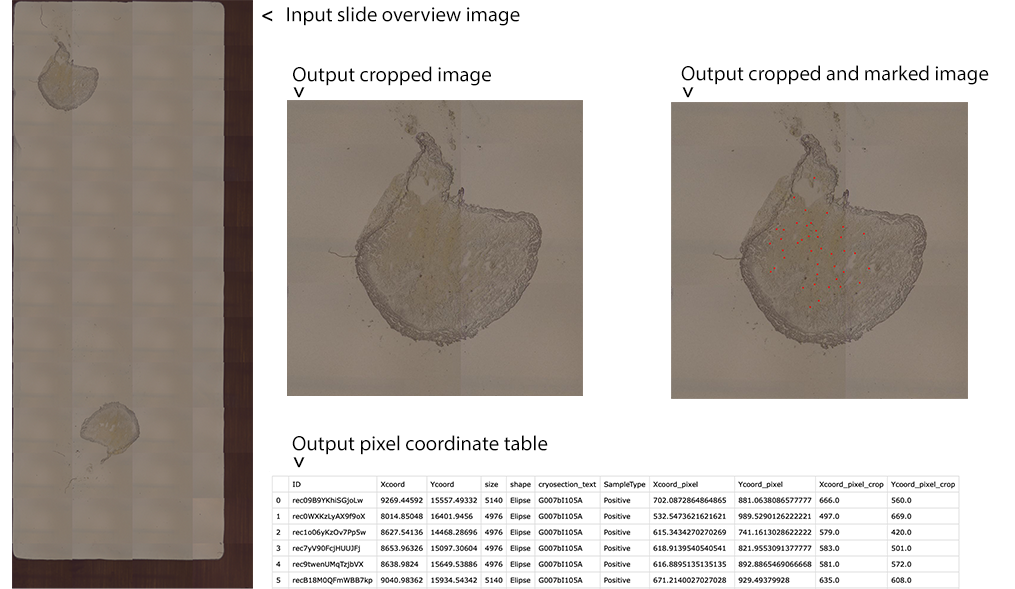 < Input slide overview image
Output cropped image
Output cropped and marked image
Output pixel coordinate table
ID Xcoord Ycoord size shape cryosection_text SampleType Xcoord_pixel Ycoord_pixel Xcoord_pixel_crop Ycoord_pixel_crop
0 rec09B9YKhiSGjoLw 9269.44592 15557.49332 5140 Elipse G007bI105A Positive 702.0872864864865 881.0638086577777 666.0 560.0
1 rec0WXKzLyAX9f9oX 8014.85048 16401.9456 4976 Elipse G007bI105A Positive 532.5473621621621 989.5290126222221 497.0 669.0
2 rec1o06yKzOv7Pp5w 8627.54136 14468.28696 4976 Elipse G007bI105A Positive 615.3434270270269 741.1613028622222 579.0 420.0
3 rec7yV90FcjHUUJFj 8653.96326 15097.30604 4976 Elipse G007bI105A Positive 618.9139540540541 821.9553091377777 583.0 501.0
4 rec9twenUMqTzjbVX 8638.9824 15649.53886 4976 Elipse G007bI105A Positive 616.8895135135135 892.8865469066668 581.0 572.0
5 recB18M0QFmWBB7kp 9040.98362 15934.54342 5140 Elipse G007bI105A Positive 671.2140027027028 929.49379928 635.0 608.0